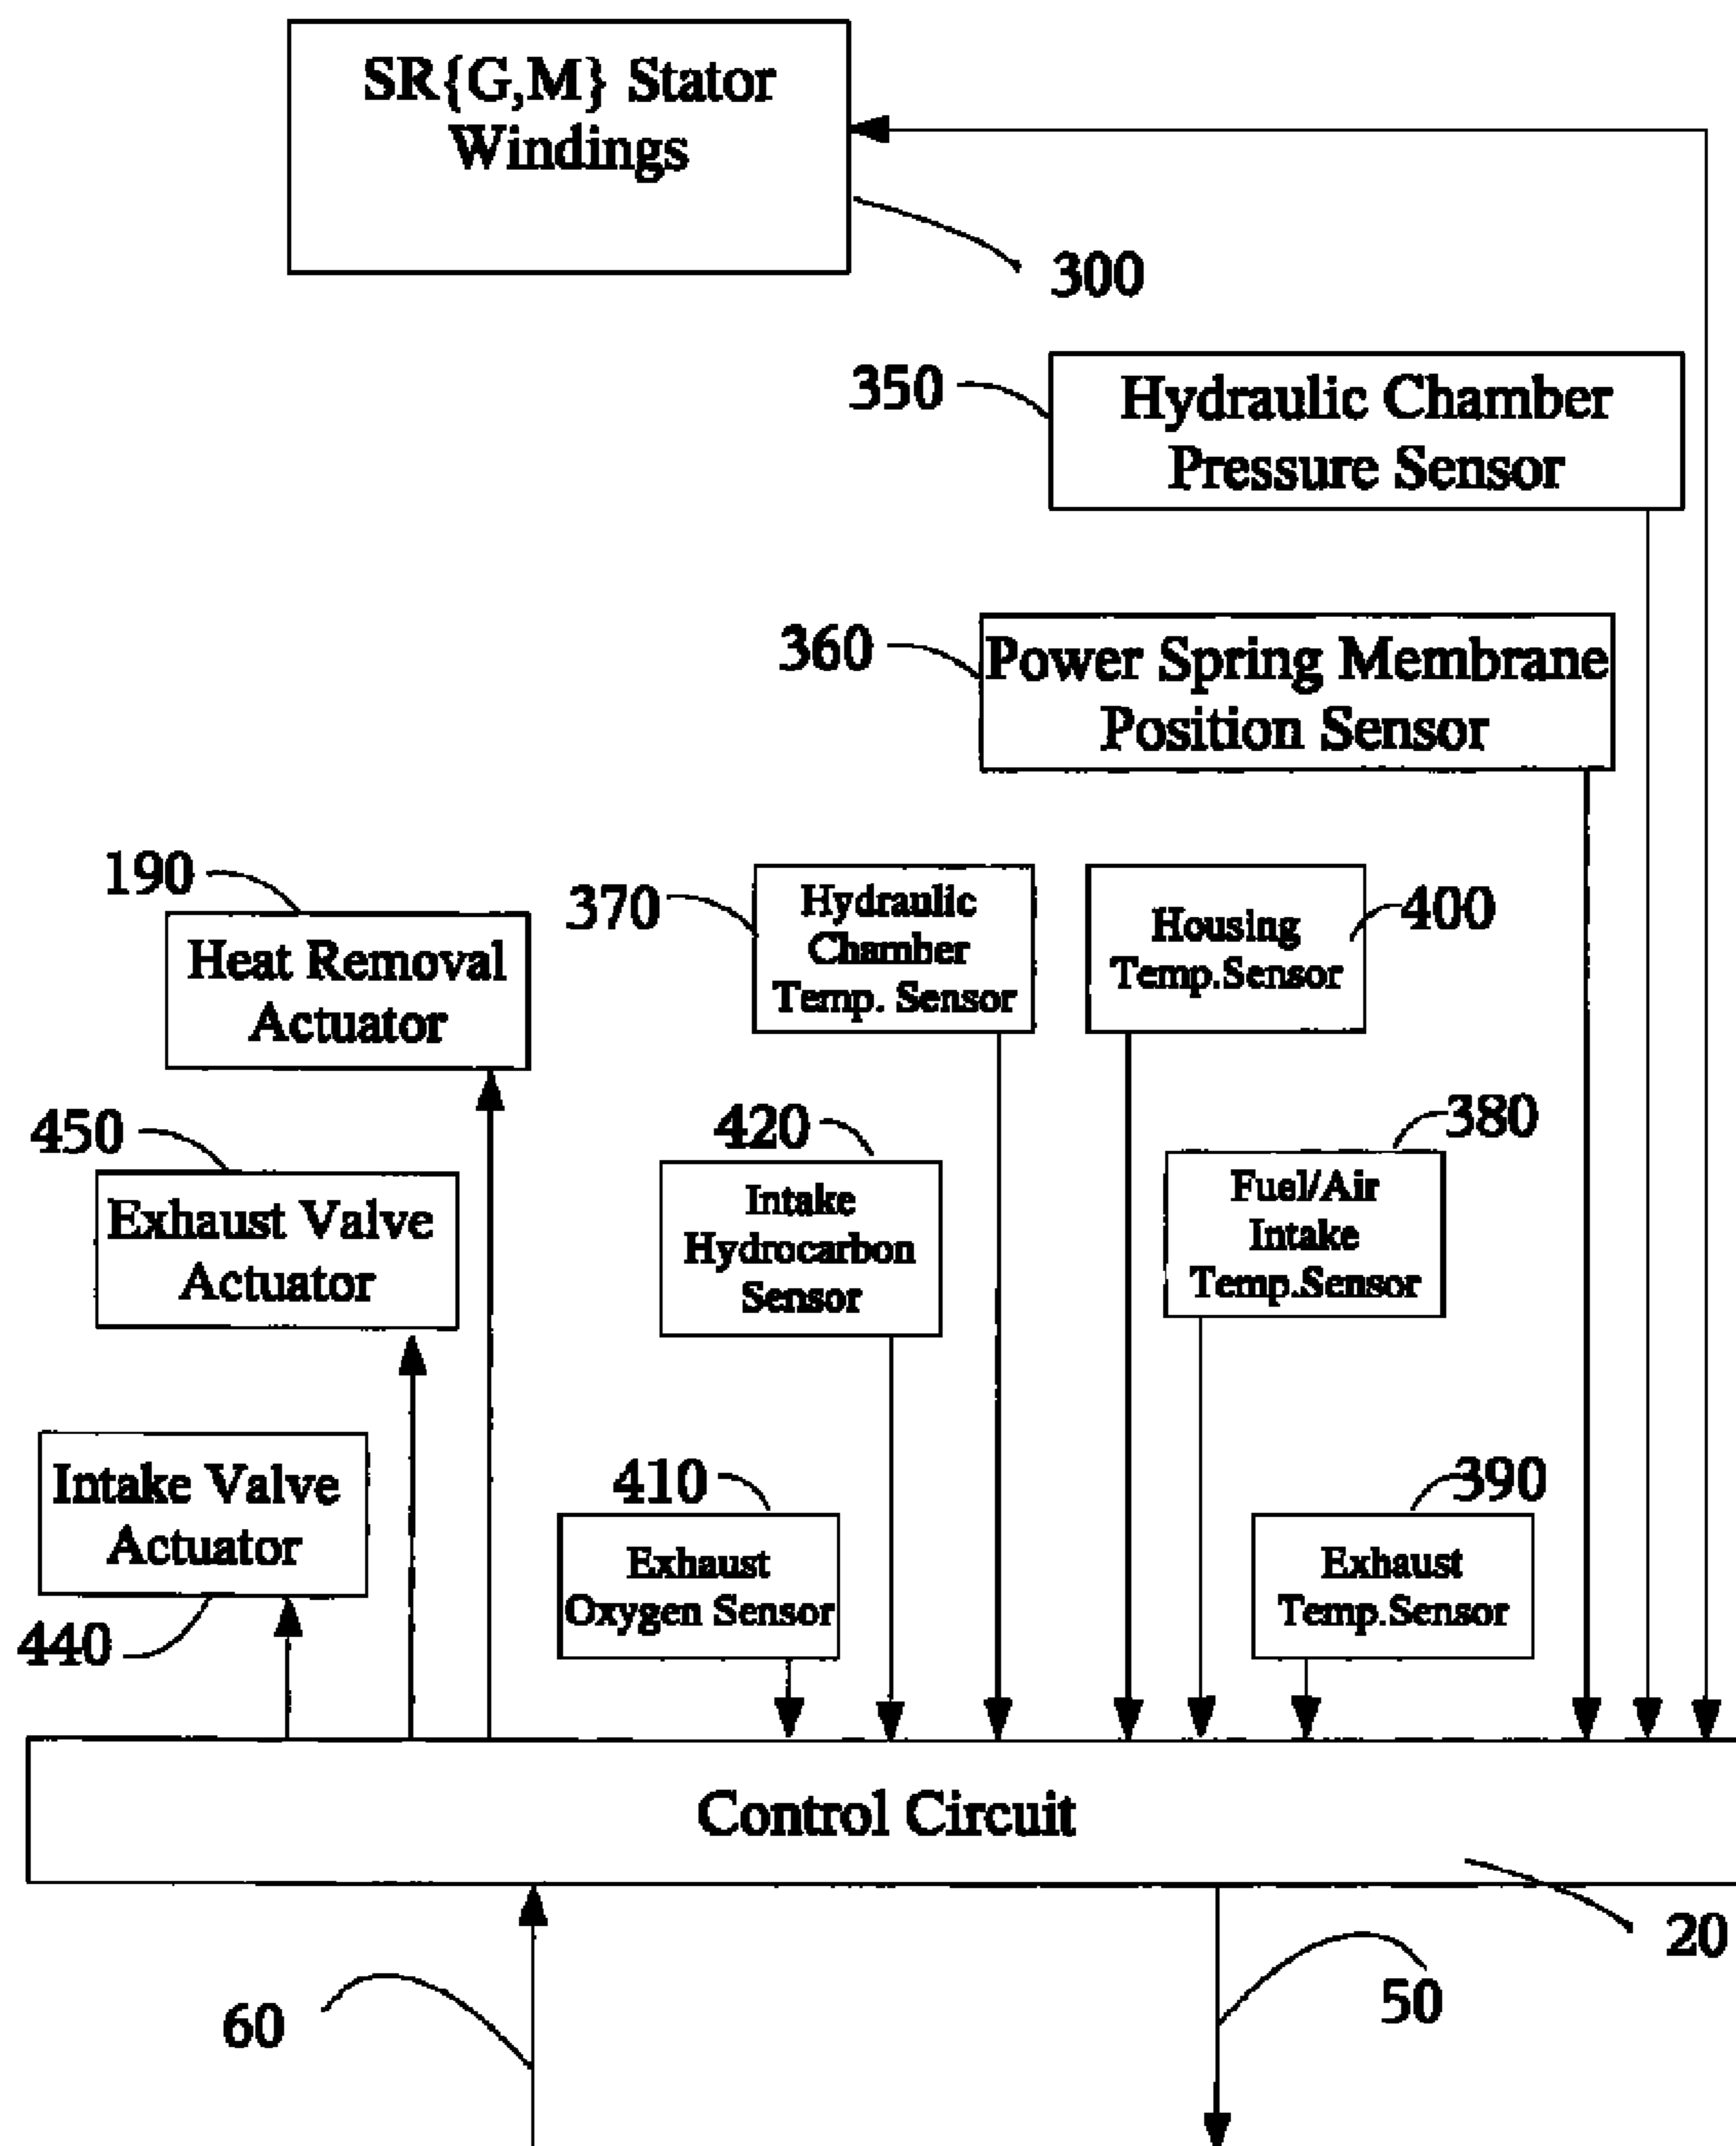 SR{G,M} Stator
Windings
300
350
Hydraulic Chamber
Pressure Sensor
360
Power Spring Membrane
Position Sensor
190
Heat Removal
Actuator
370
Hydraulic
Chamber
Temp. Sensor
Housing
Temp.Sensor
400
450
Exhaust Valve
Actuator
420
Intake
Hydrocarbon
Sensor
380
Fuel/Air
Intake
Temp.Sensor
Intake Valve
Actuator
440
410
Exhaust
Oxygen Sensor
390
Exhaust
Temp.Sensor
Control Circuit
20
60
50